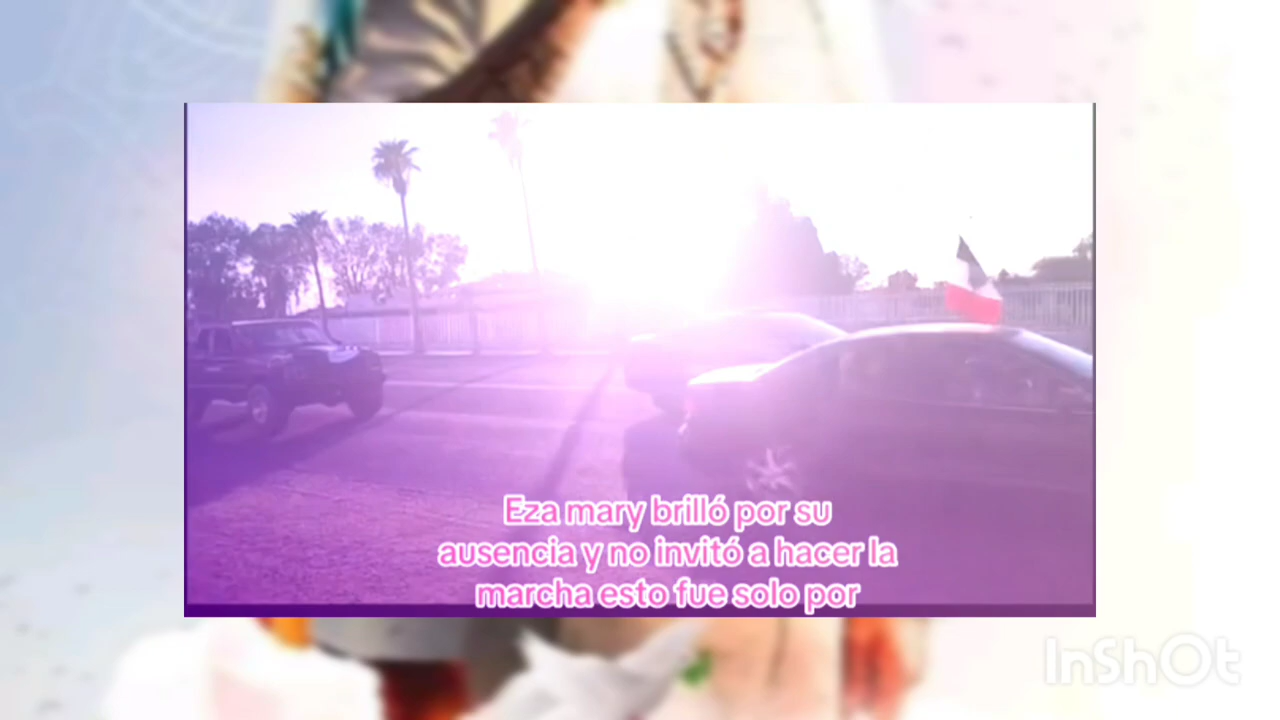 Eza mary brilló por su
ausencia y no invitó a hacer la
marcha esto fue solo por
InShOt